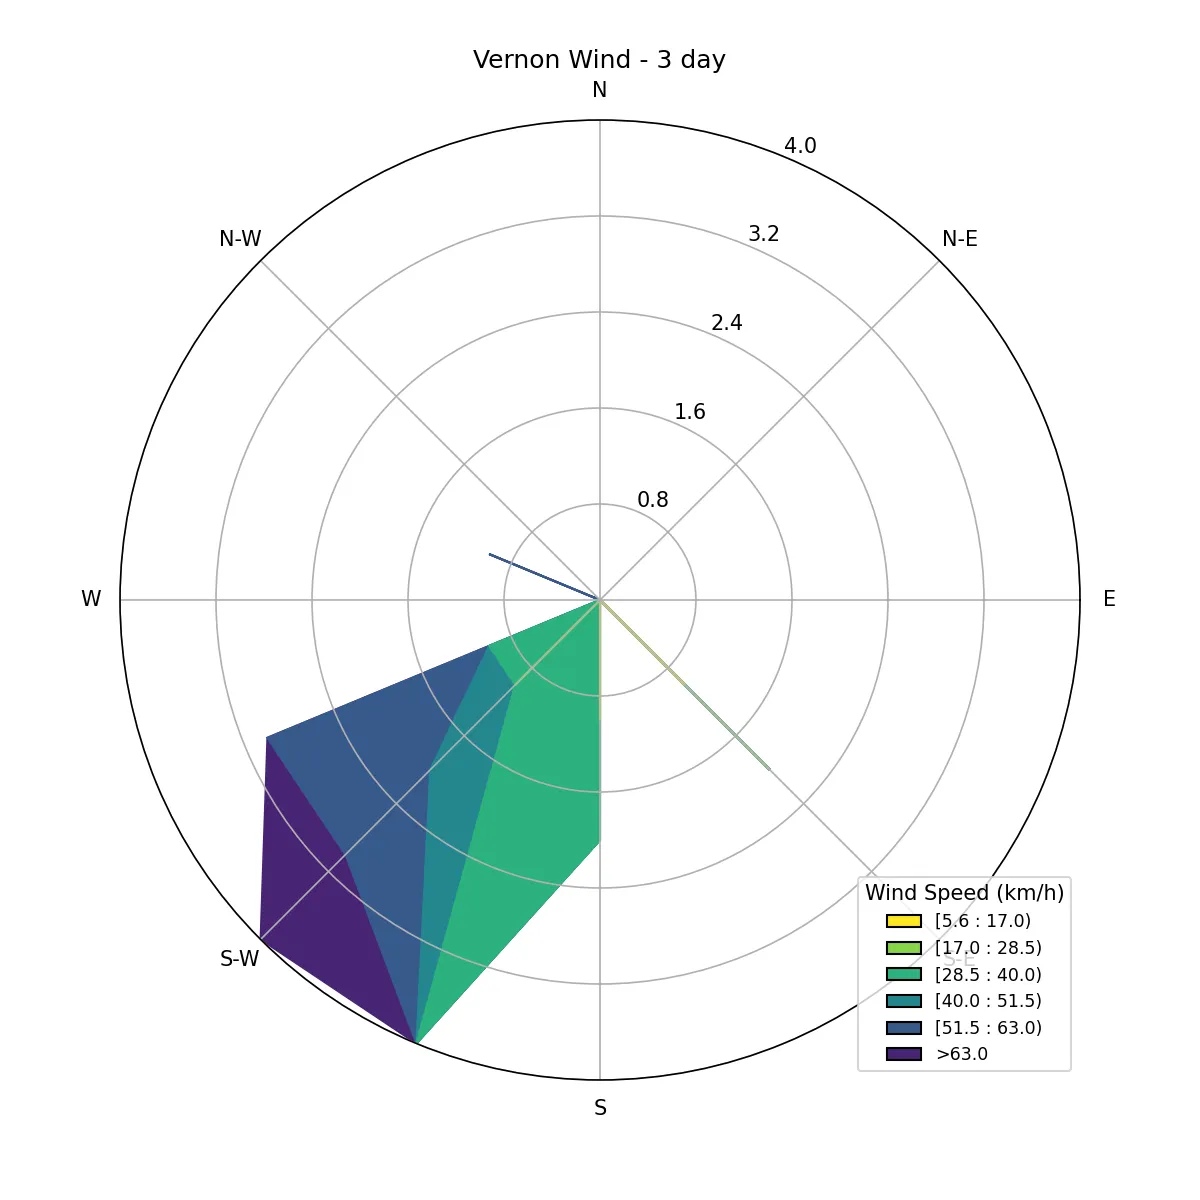 Vernon Wind - 3 day
N
4.0
N-W
3.2
N-E
2.4
1.6
0.8
W
E
Wind Speed (km/h)
[5.6 : 17.0)
[17.0 : 28.5)
S-W
S-E
[28.5 : 40.0)
[40.0 : 51.5)
[51.5 : 63.0)
>63.0
S